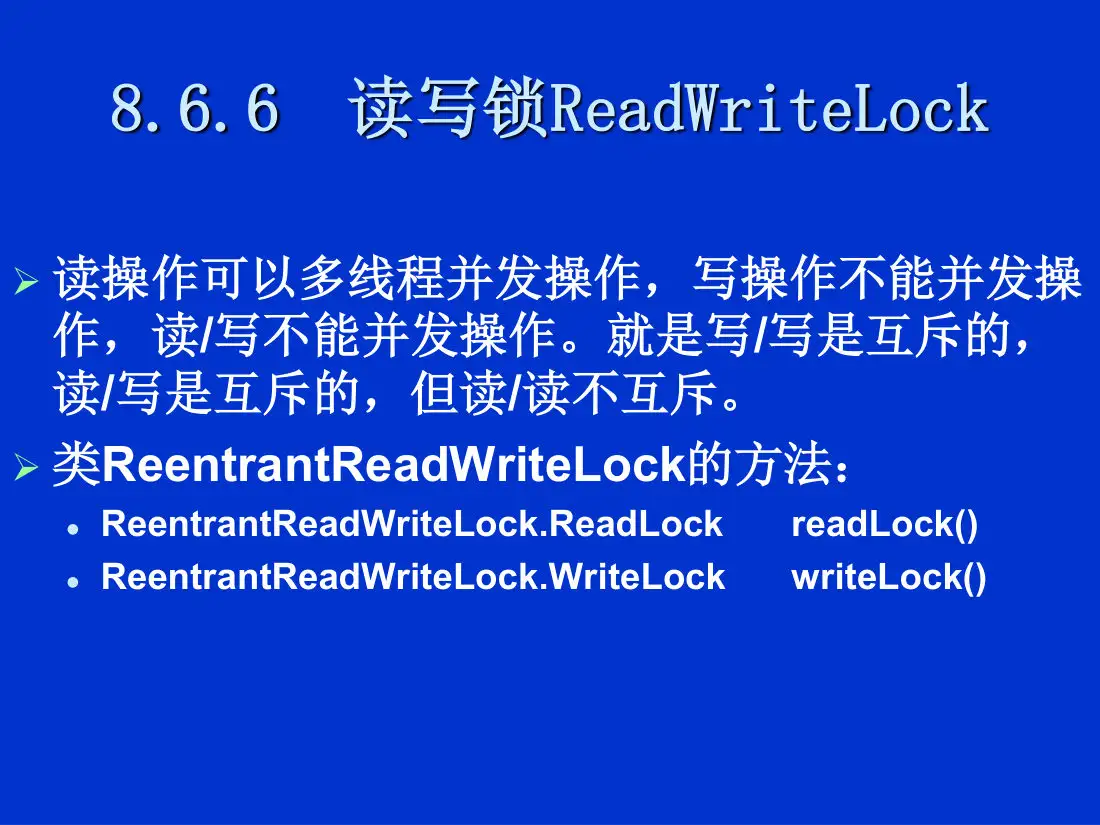 8.6.6 读写锁ReadWriteLock
读操作可以多线程并发操作，写操作不能并发操
作，读/写不能并发操作。就是写/写是互斥的，
读/写是互斥的，但读/读不互斥。
类ReentrantReadWriteLock的方法：
ReentrantReadWriteLock.ReadLock readLock()
ReentrantReadWriteLock.WriteLock writeLock()